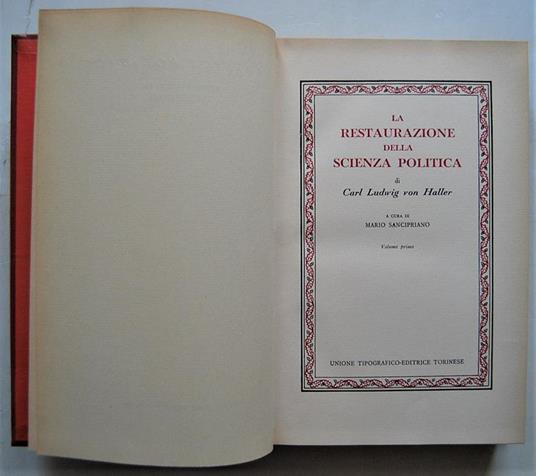 LA
RESTAURAZIONE
DELLA
SCIENZA POLITICA
di
Carl Ludwig von Haller
A CURA DI
MARIO SANCIPRIANO
Volume primo
UNIONE TIPOGRAFICO-EDITRICE TORINESE